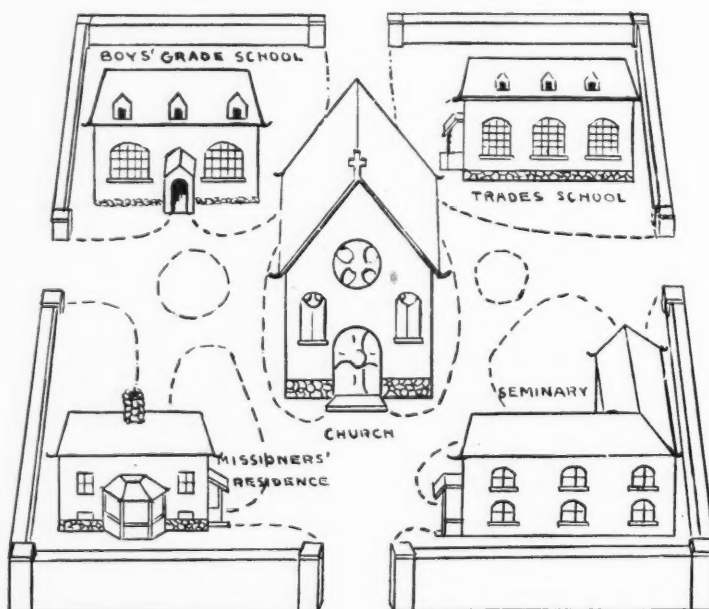 BOYS' GRADE SCHOOL
TRADES SCHOOL
SEMINARY
CHURCH
MISSIONERS'
RESIDENCE